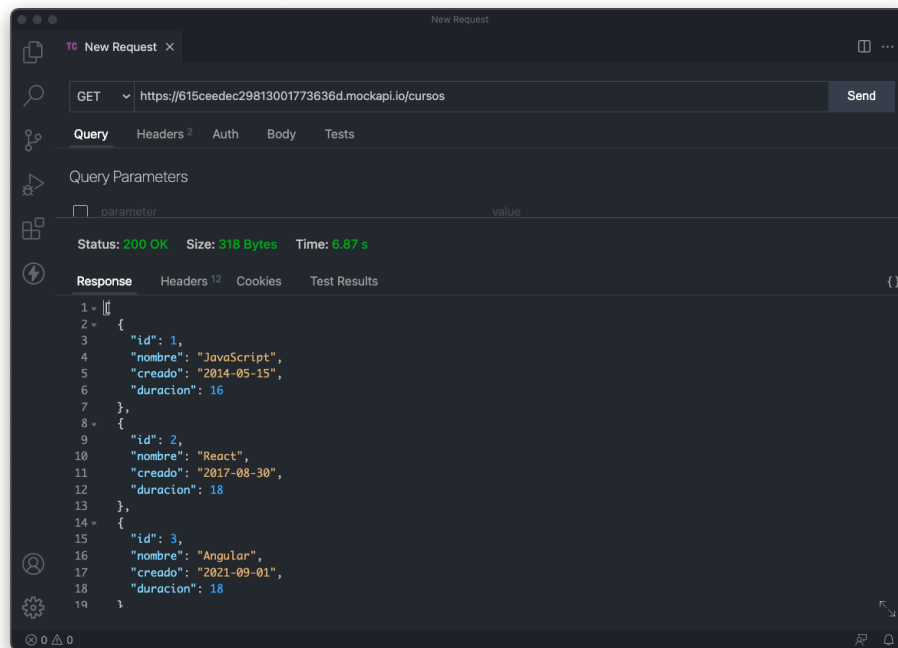 New Request
TC New Request
GET https://615ceedec29813001773636d.mockapi.io/cursos Send
Query Headers 2 Auth Body Tests
Query Parameters
parameter value
Status: 200 OK Size: 318 Bytes Time: 6.87 s
Response Headers 12 Cookies Test Results {}
1 [
2 {
3 "id": 1,
4 "nombre": "JavaScript",
5 "creado": "2014-05-15",
6 "duracion": 16
7 },
8 {
9 "id": 2,
10 "nombre": "React",
11 "creado": "2017-08-30",
12 "duracion": 18
13 },
14 {
15 "id": 3,
16 "nombre": "Angular",
17 "creado": "2021-09-01",
18 "duracion": 18
19 }
0 0